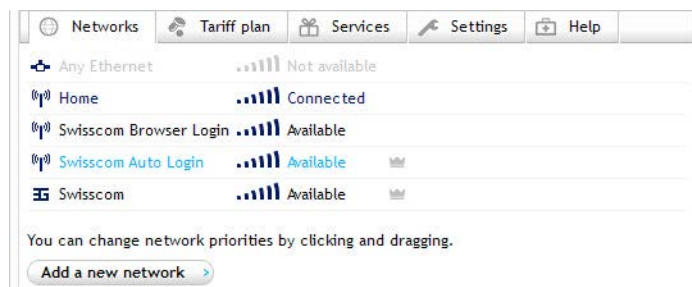 Networks Tariff plan Services Settings Help
Any Ethernet Not available
Home Connected
Swisscom Browser Login Available
Swisscom Auto Login Available
3G Swisscom Available
You can change network priorities by clicking and dragging.
Add a new network